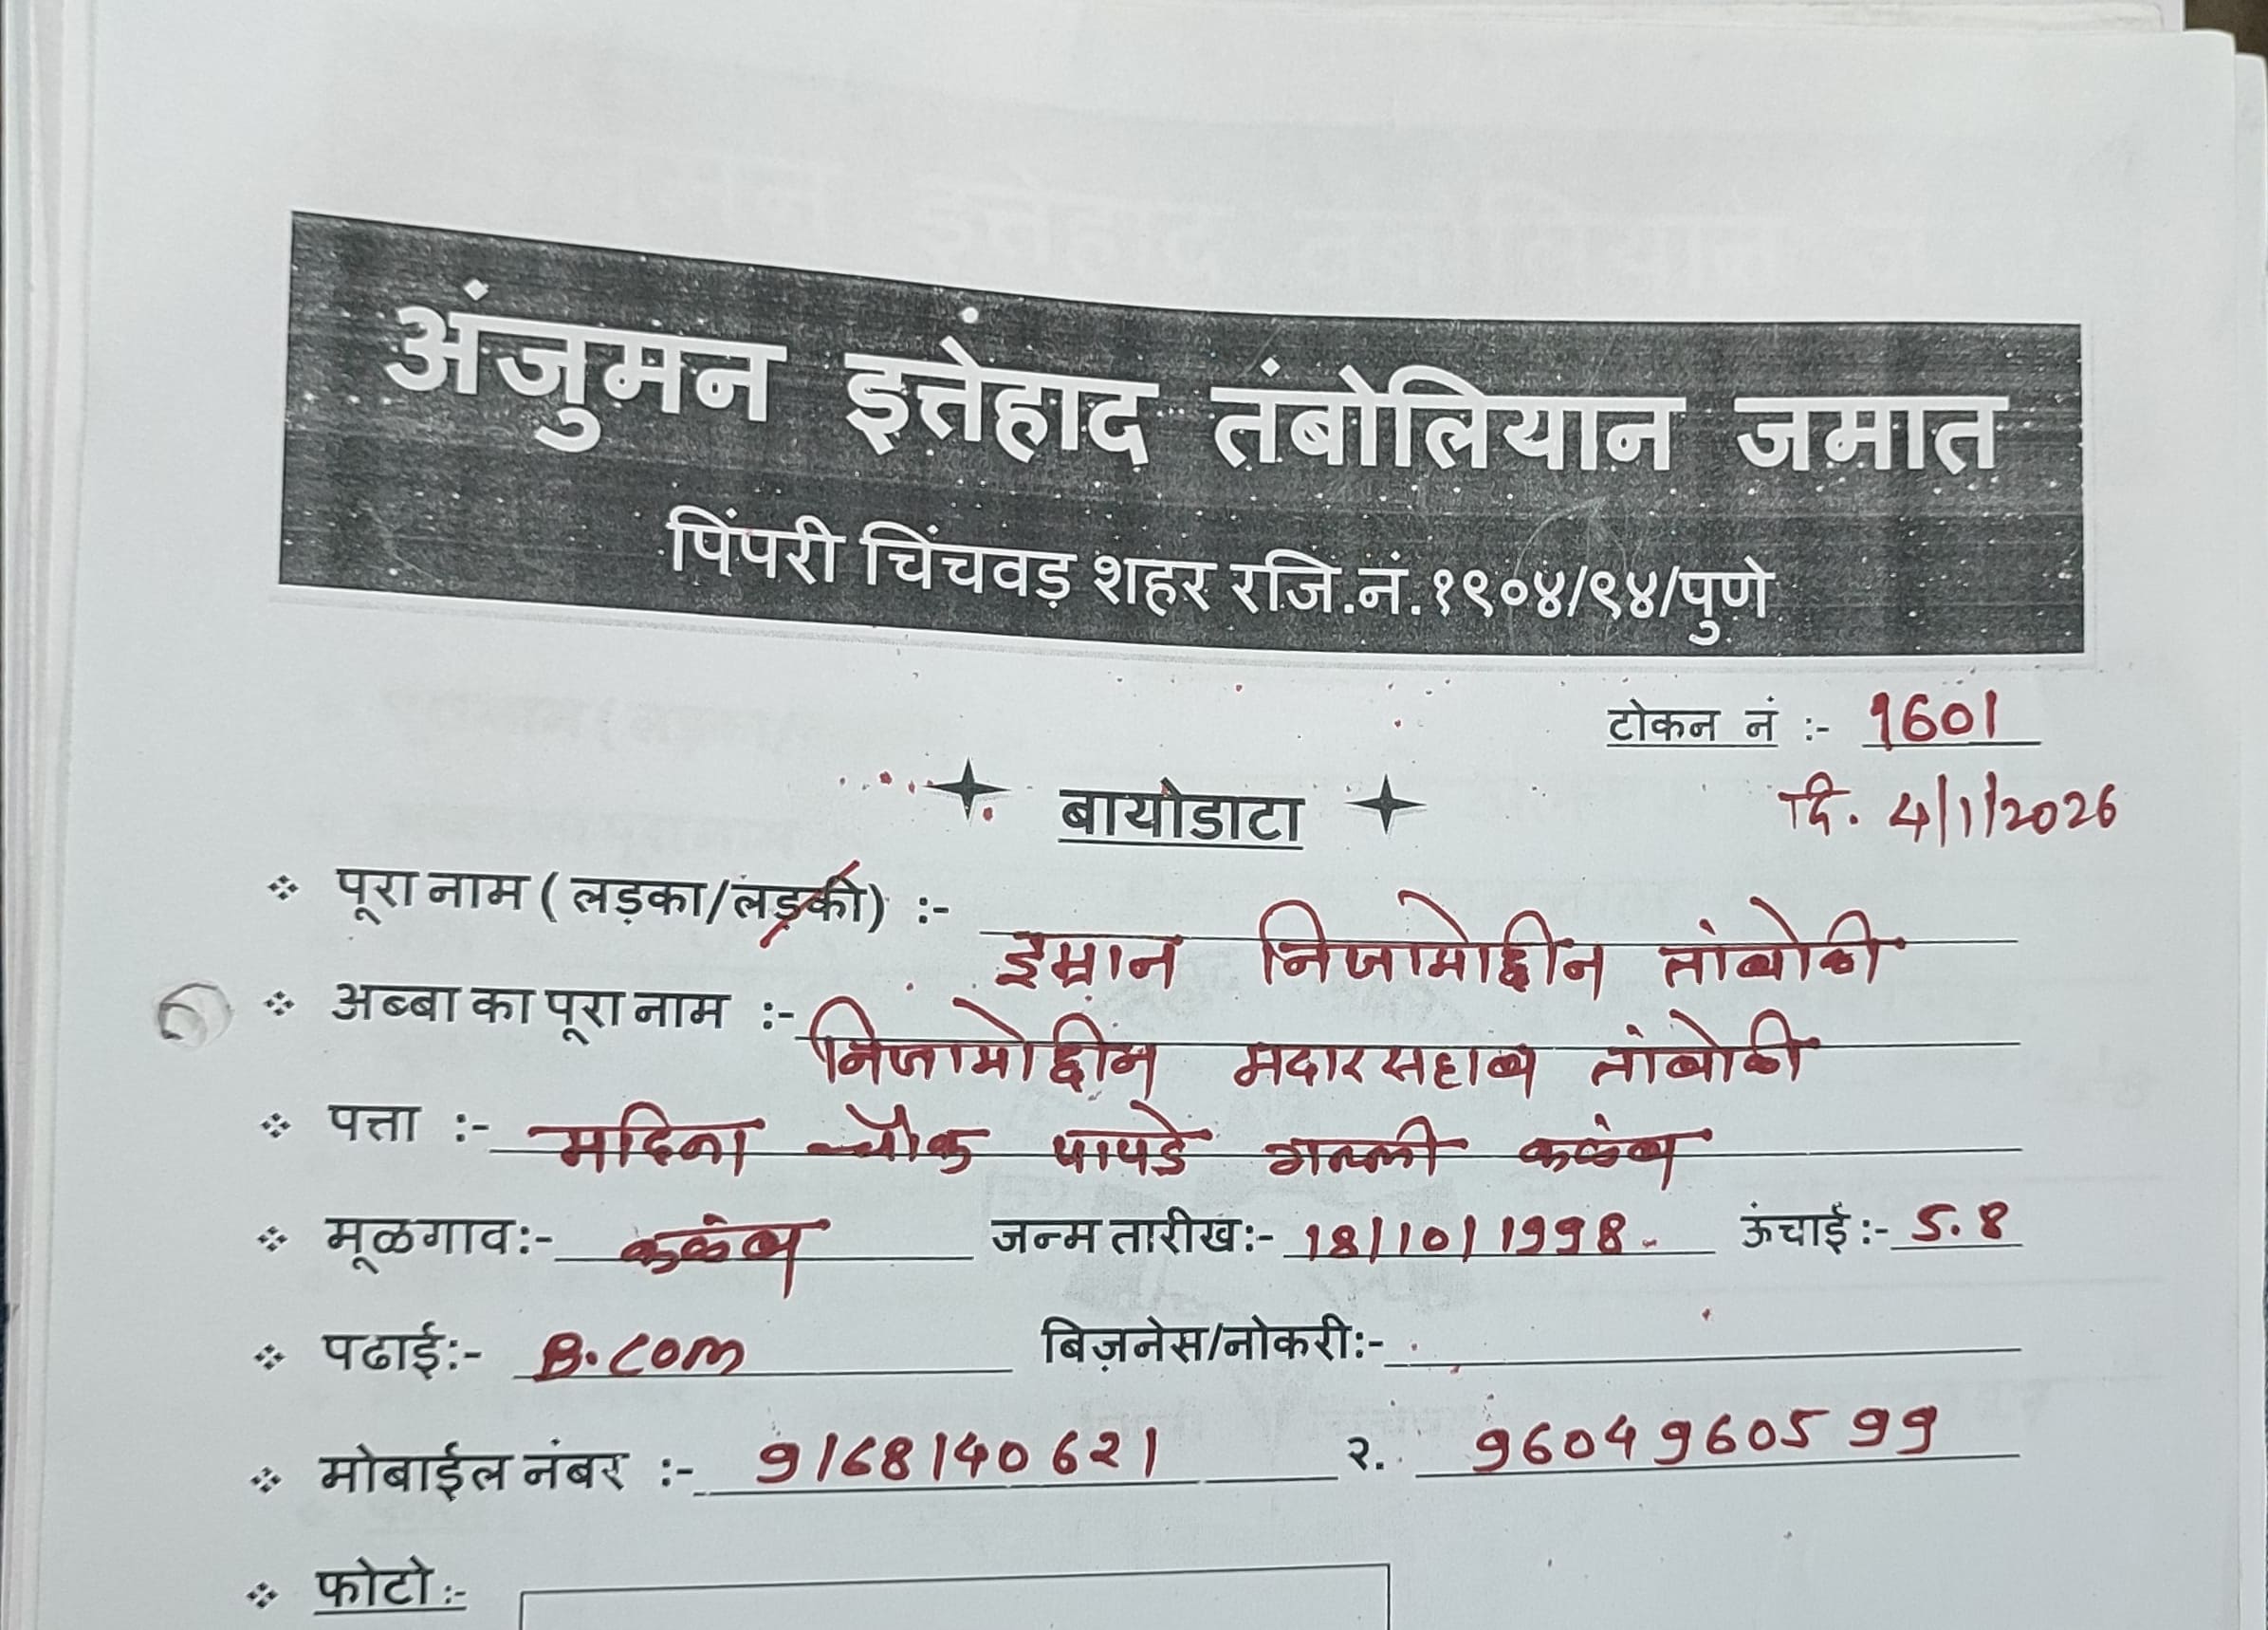 अंजुमन इत्तेहाद तंबोलियान जमात
पिंपरी चिंचवड़ शहर रजि.नं.१९०४/९४/पुणे
टोकन नं :- 1601
बायोडाटा
दि. 4/1/2026
पूरा नाम ( लड़का/लड़की) :- इम्रान निजामोद्दीन तांबोळी
अब्बा का पूरा नाम :- निजामोद्दीन मदारसहाब तांबोळी
पत्ता :- मदिना चौक पापडे गल्ली कळंब
मूळगाव:- कळंब जन्म तारीख:- 18/10/1998. ऊंचाई :- 5.8
पढाई:- B.com बिज़नेस/नोकरी:-
मोबाईल नंबर :- 9168140621 २. 9604960599
फोटो:-